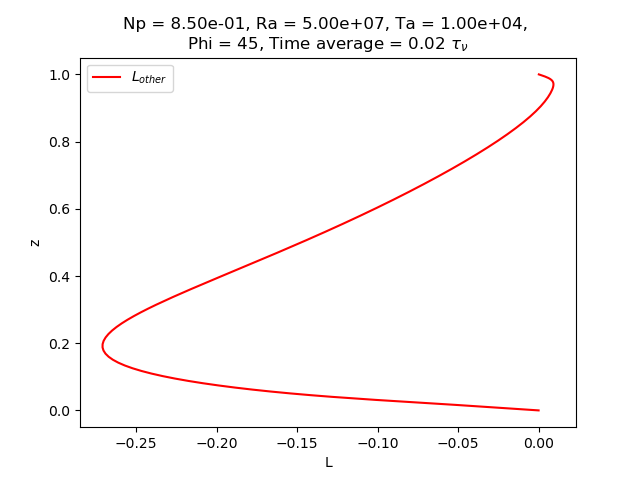 Np = 8.50e-01, Ra = 5.00e+07, Ta = 1.00e+04,
Phi = 45, Time average = 0.02 τν
L_other
1.0
0.8
0.6
0.4
0.2
0.0
z
−0.25 −0.20 −0.15 −0.10 −0.05 0.00
L